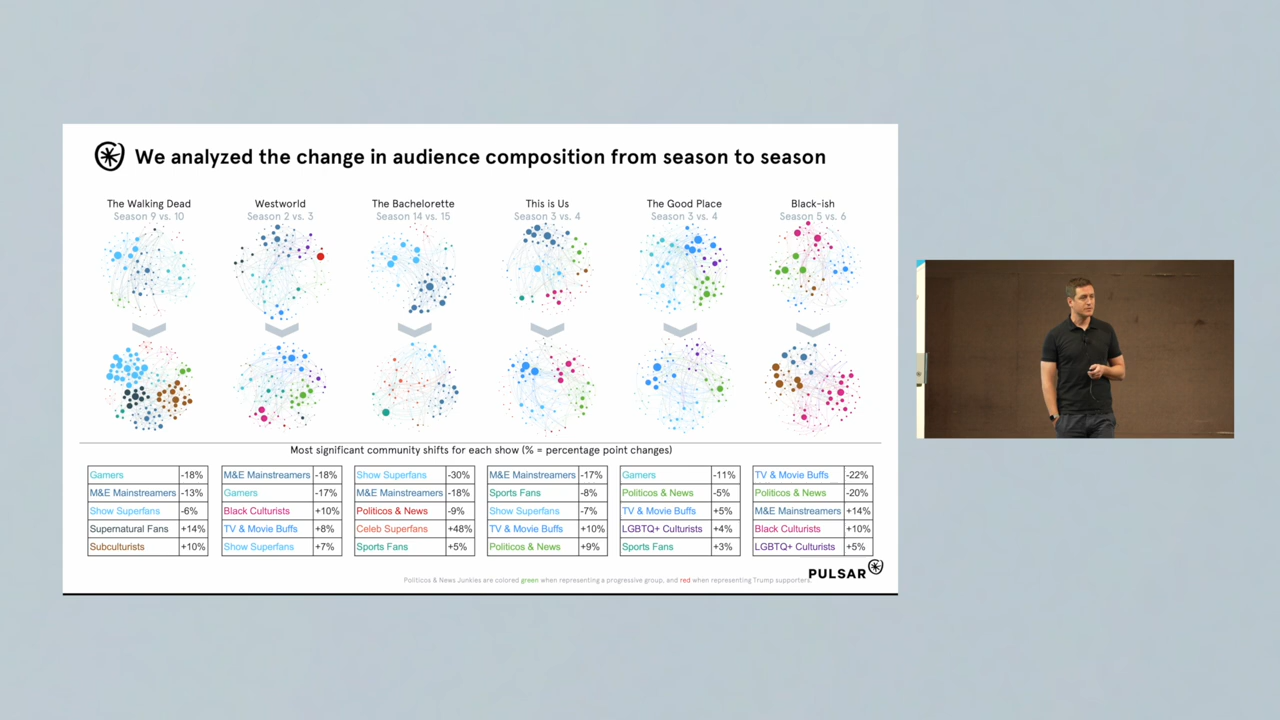 We analyzed the change in audience composition from season to season
The Walking Dead
Season 9 vs. 10
Westworld
Season 2 vs. 3
The Bachelorette
Season 14 vs. 15
This is Us
Season 3 vs. 4
The Good Place
Season 3 vs. 4
Black-ish
Season 5 vs. 6
Most significant community shifts for each show (% = percentage point changes)
Gamers -18%
M&E Mainstreamers -13%
Show Superfans -6%
Supernatural Fans +14%
Subculturists +10%
M&E Mainstreamers -18%
Gamers -17%
Black Culturists +10%
TV & Movie Buffs +8%
Show Superfans +7%
Show Superfans -30%
M&E Mainstreamers -18%
Politicos & News -9%
Celeb Superfans +48%
Sports Fans +5%
M&E Mainstreamers -17%
Sports Fans -8%
Show Superfans -7%
TV & Movie Buffs +10%
Politicos & News +9%
Gamers -11%
Politicos & News -5%
TV & Movie Buffs +5%
LGBTQ+ Culturists +4%
Sports Fans +3%
TV & Movie Buffs -22%
Politicos & News -20%
M&E Mainstreamers +14%
Black Culturists +10%
LGBTQ+ Culturists +5%
Politicos & News Junkies are colored green when representing a progressive group, and red when representing Trump supporters.
PULSAR